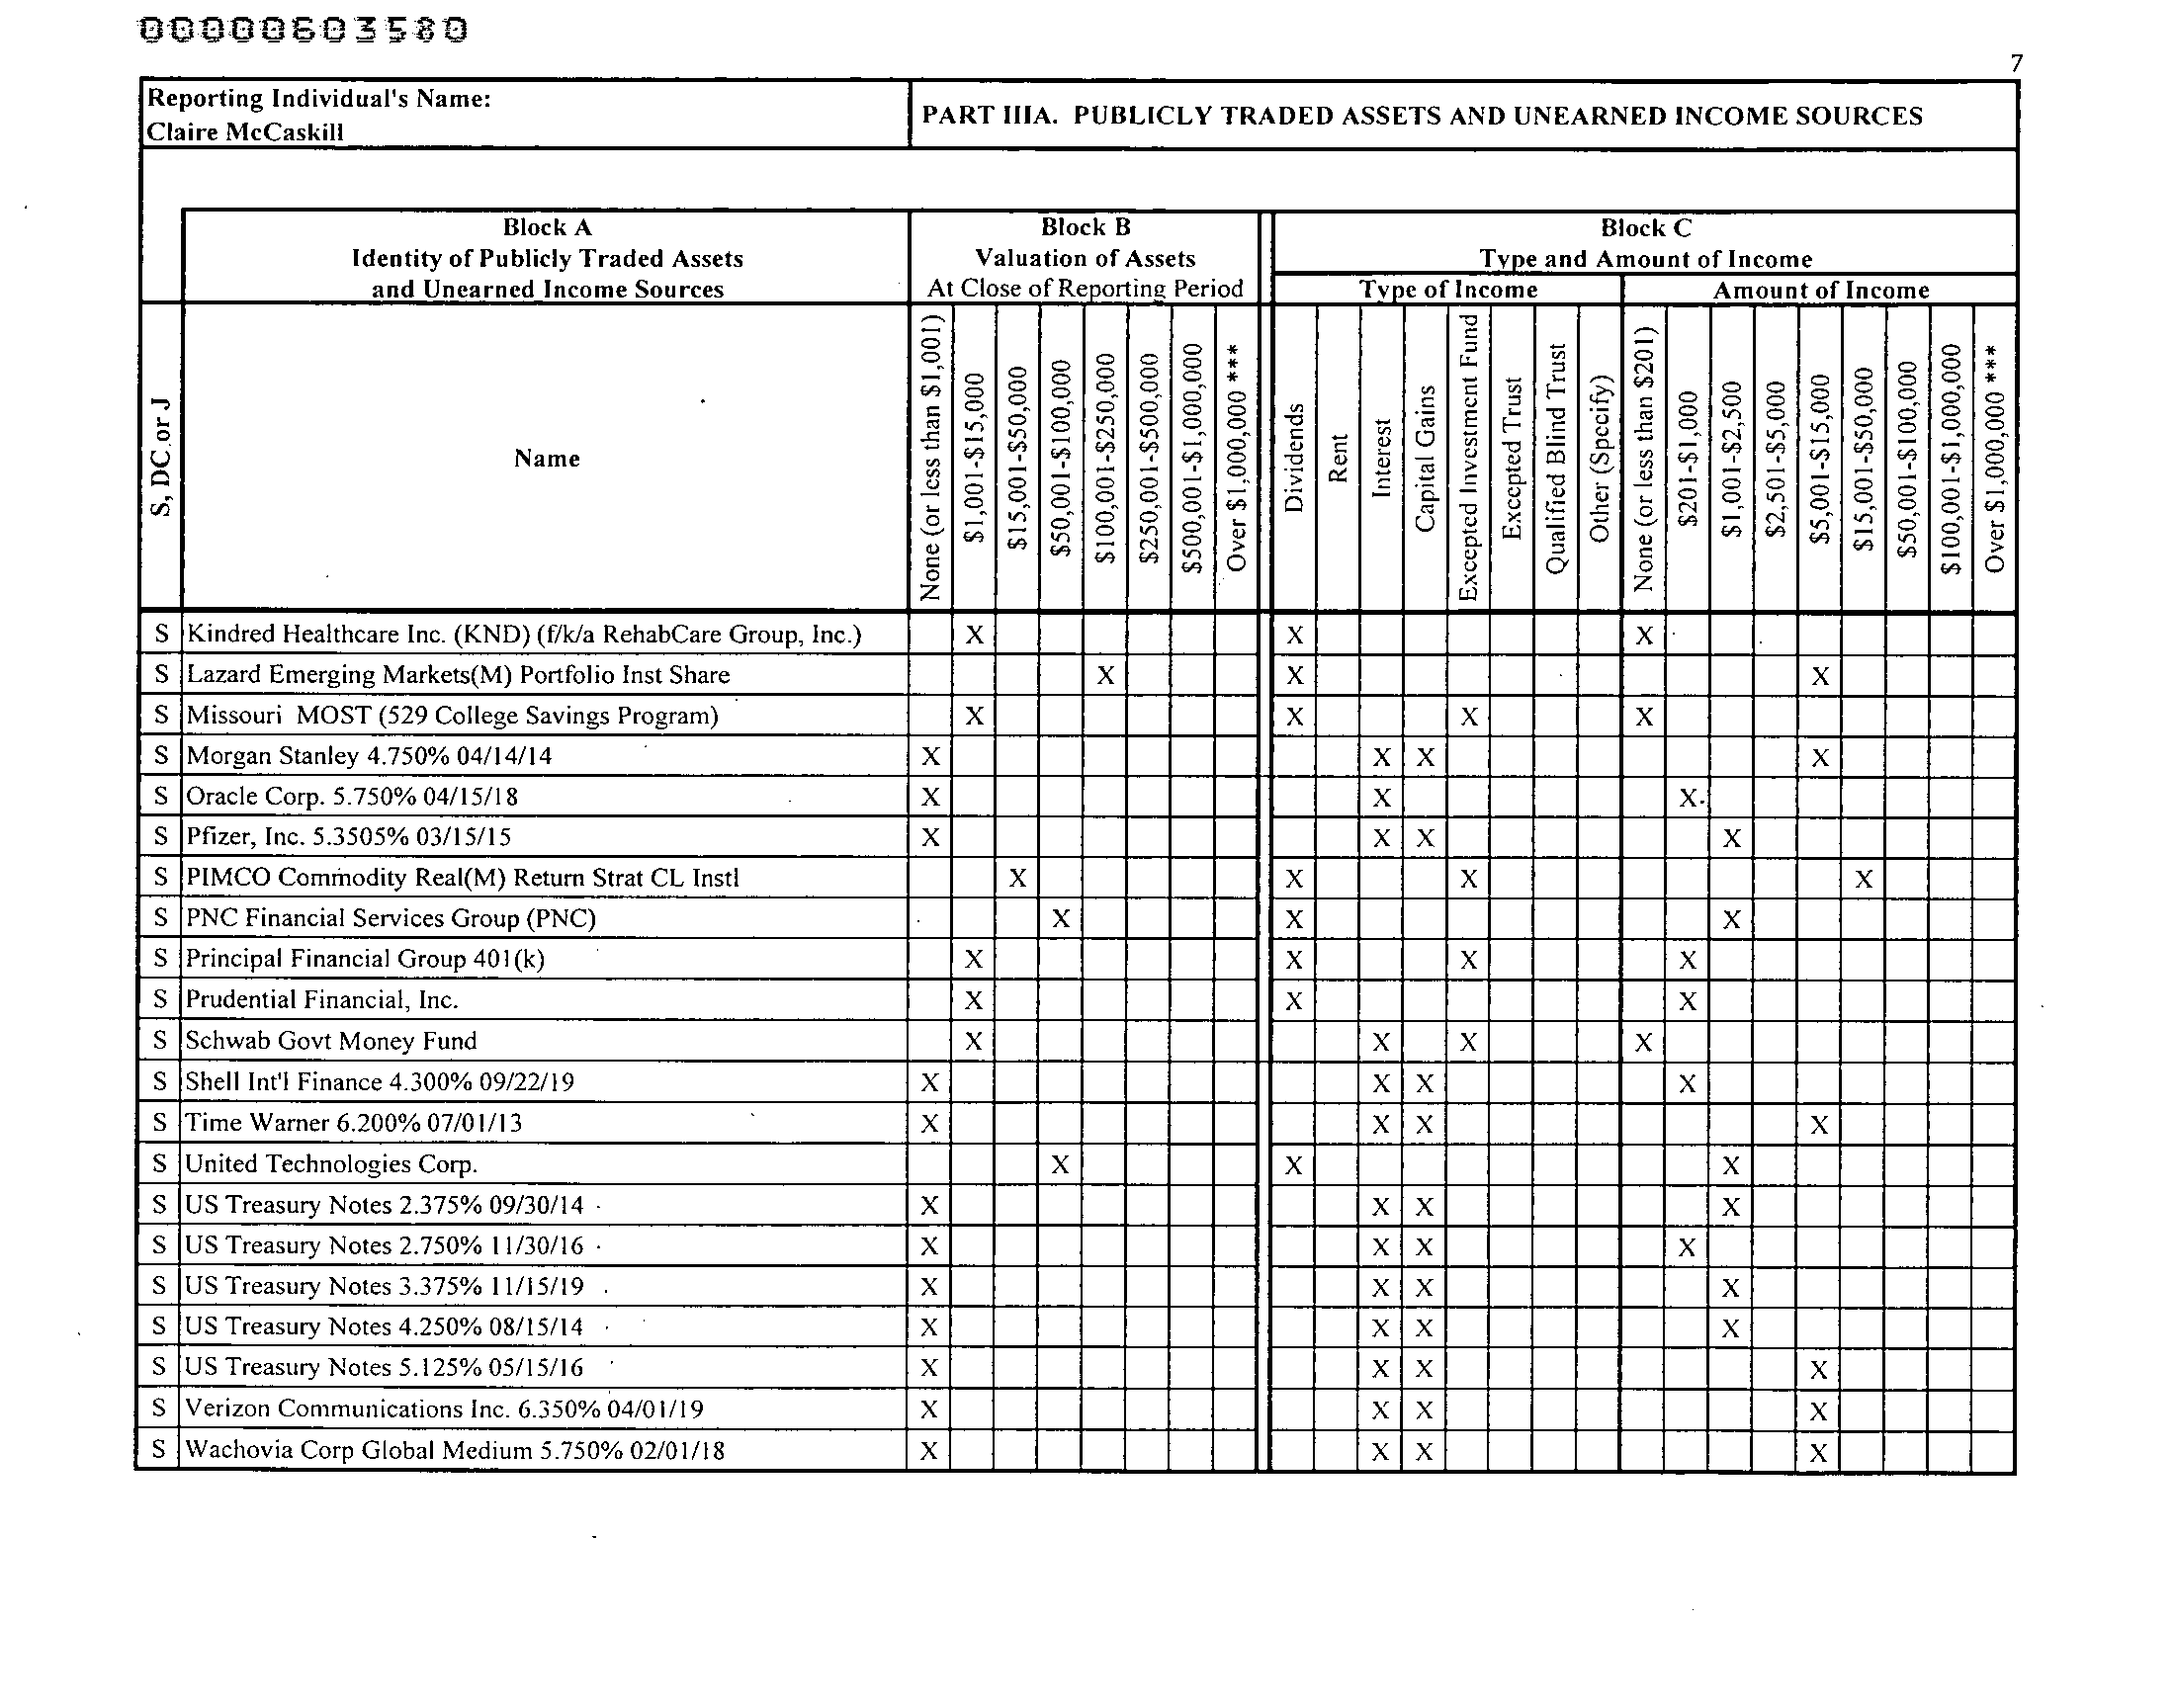 00000603580
7
Reporting Individual's Name:
Claire McCaskill
PART IIIA. PUBLICLY TRADED ASSETS AND UNEARNED INCOME SOURCES
Block A
Identity of Publicly Traded Assets
and Unearned Income Sources
Block B
Valuation of Assets
At Close of Reporting Period
Block C
Type and Amount of Income
Type of Income
Amount of Income
S, DC or J
Name
None (or less than $1,001)
$1,001-$15,000
$15,001-$50,000
$50,001-$100,000
$100,001-$250,000
$250,001-$500,000
$500,001-$1,000,000
Over $1,000,000 ***
Dividends
Rent
Interest
Capital Gains
Excepted Investment Fund
Excepted Trust
Qualified Blind Trust
Other (Specify)
None (or less than $201)
$201-$1,000
$1,001-$2,500
$2,501-$5,000
$5,001-$15,000
$15,001-$50,000
$50,001-$100,000
$100,001-$1,000,000
Over $1,000,000 ***
S Kindred Healthcare Inc. (KND) (f/k/a RehabCare Group, Inc.) X X X
S Lazard Emerging Markets(M) Portfolio Inst Share X X X
S Missouri MOST (529 College Savings Program) X X X X
S Morgan Stanley 4.750% 04/14/14 X X X X
S Oracle Corp. 5.750% 04/15/18 X X X
S Pfizer, Inc. 5.3505% 03/15/15 X X X X
S PIMCO Commodity Real(M) Return Strat CL Instl X X X X
S PNC Financial Services Group (PNC) X X X
S Principal Financial Group 401(k) X X X X
S Prudential Financial, Inc. X X X
S Schwab Govt Money Fund X X X X
S Shell Int'l Finance 4.300% 09/22/19 X X X X
S Time Warner 6.200% 07/01/13 X X X X
S United Technologies Corp. X X X
S US Treasury Notes 2.375% 09/30/14 X X X X
S US Treasury Notes 2.750% 11/30/16 X X X X
S US Treasury Notes 3.375% 11/15/19 X X X X
S US Treasury Notes 4.250% 08/15/14 X X X X
S US Treasury Notes 5.125% 05/15/16 X X X X
S Verizon Communications Inc. 6.350% 04/01/19 X X X X
S Wachovia Corp Global Medium 5.750% 02/01/18 X X X X